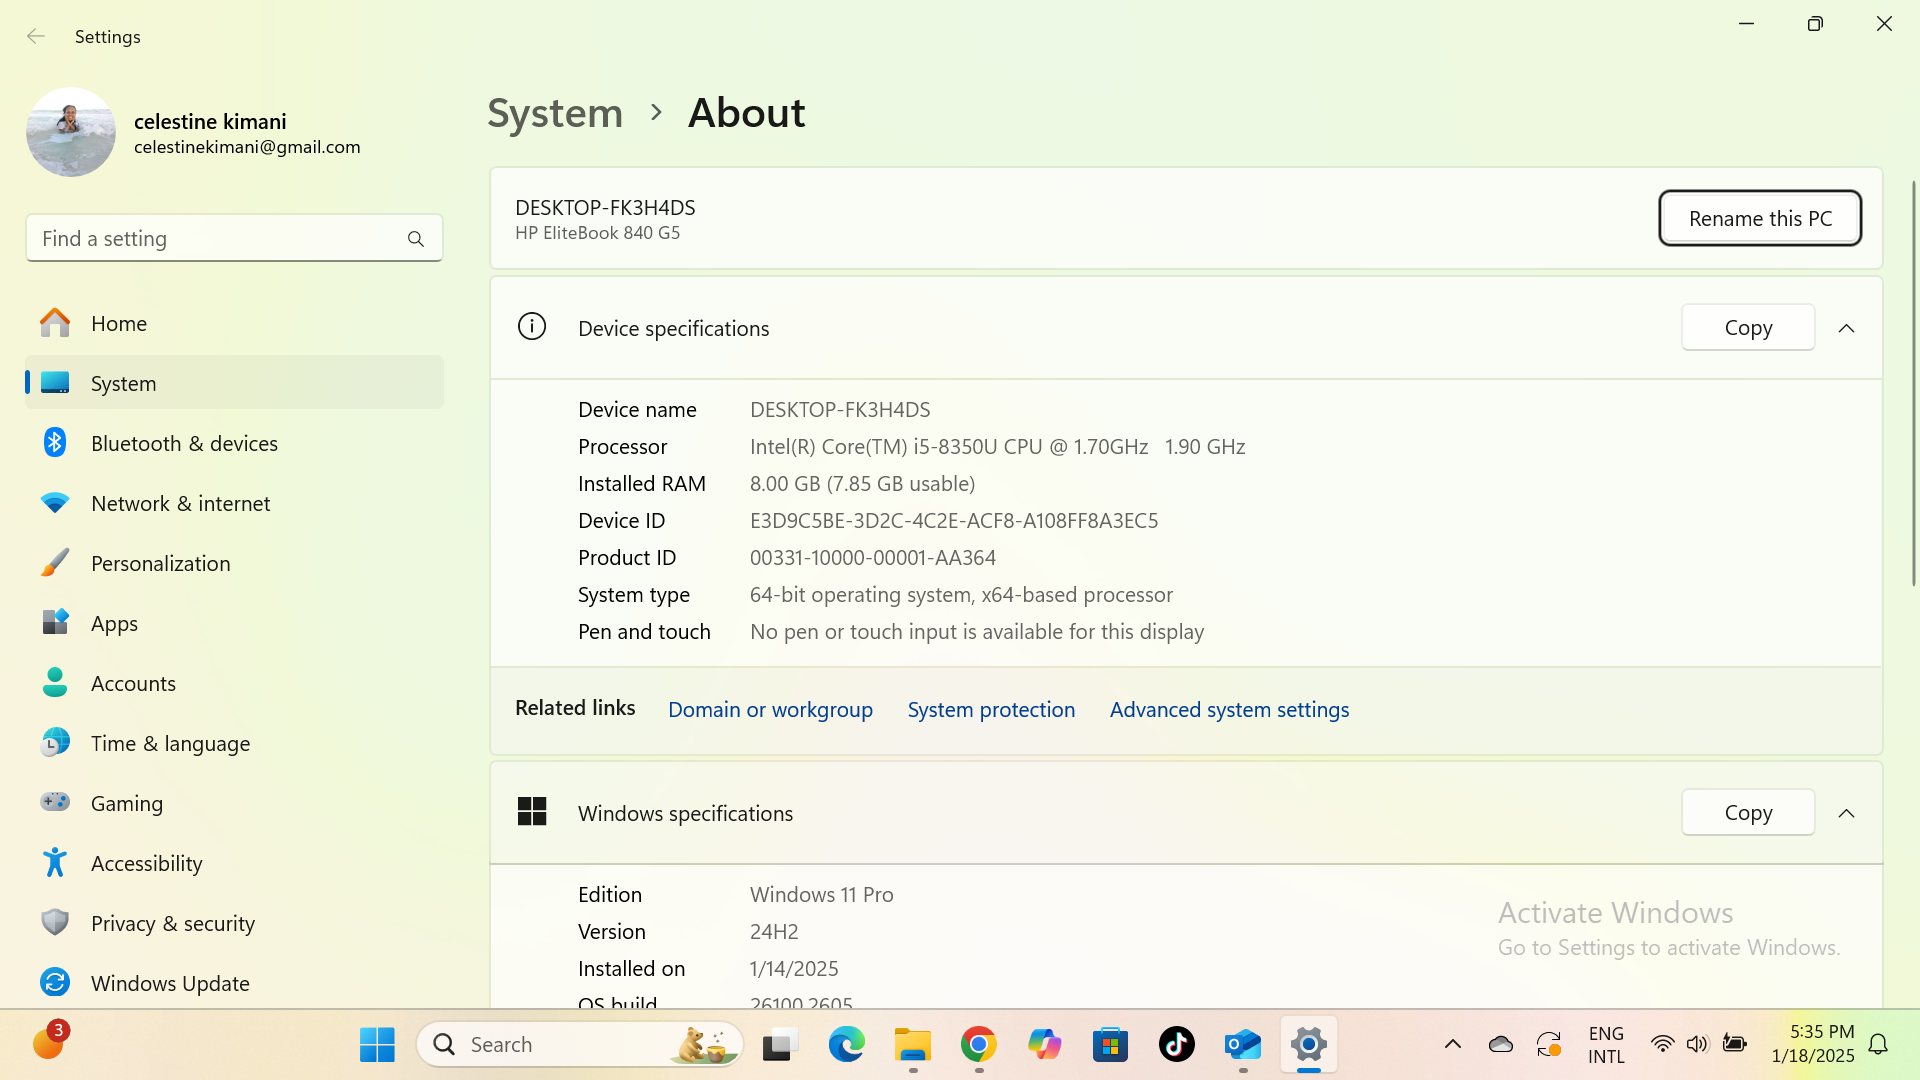 Settings
celestine kimani
celestinekimani@gmail.com
Find a setting
Home
System
Bluetooth & devices
Network & internet
Personalization
Apps
Accounts
Time & language
Gaming
Accessibility
Privacy & security
Windows Update
System > About
DESKTOP-FK3H4DS
HP EliteBook 840 G5
Rename this PC
Device specifications
Copy
Device name DESKTOP-FK3H4DS
Processor Intel(R) Core(TM) i5-8350U CPU @ 1.70GHz 1.90 GHz
Installed RAM 8.00 GB (7.85 GB usable)
Device ID E3D9C5BE-3D2C-4C2E-ACF8-A108FF8A3EC5
Product ID 00331-10000-00001-AA364
System type 64-bit operating system, x64-based processor
Pen and touch No pen or touch input is available for this display
Related links Domain or workgroup System protection Advanced system settings
Windows specifications
Copy
Edition Windows 11 Pro
Version 24H2
Installed on 1/14/2025
OS build 26100.2605
Activate Windows
Go to Settings to activate Windows.
3
Search
ENG
INTL
5:35 PM
1/18/2025